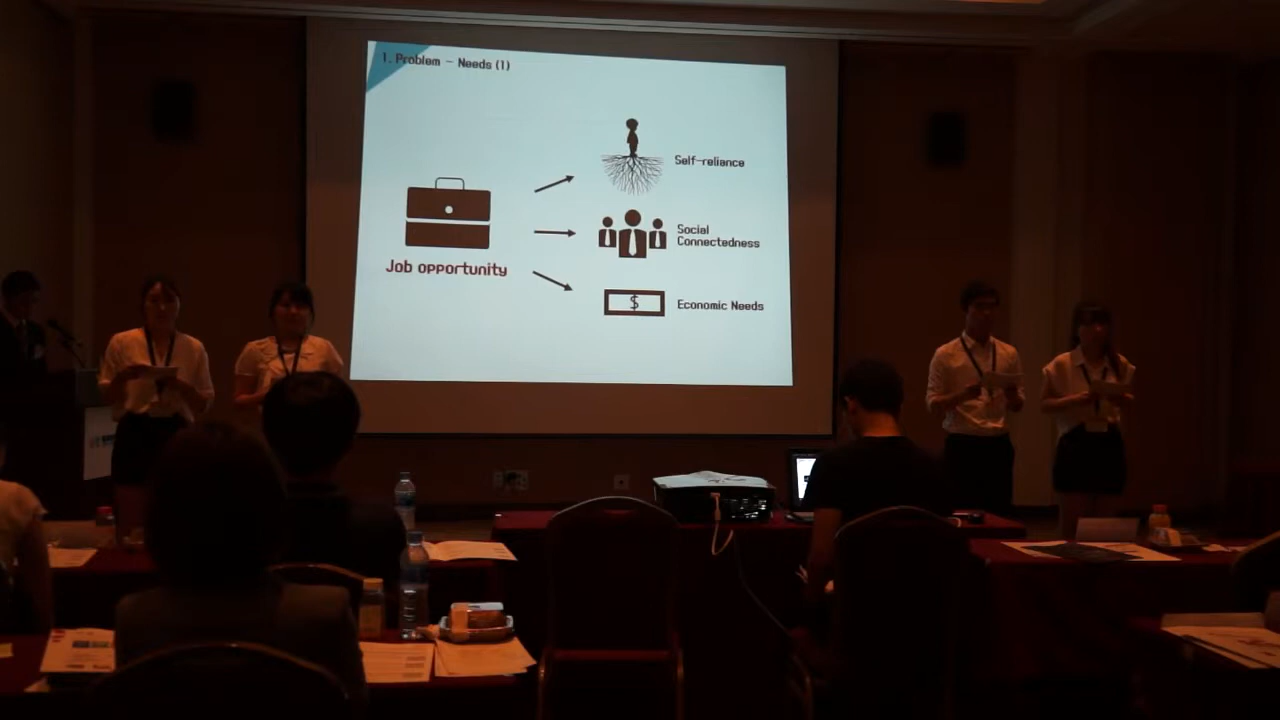 1. Problem - Needs (1)
Self-reliance
Social
Connectedness
Job opportunity
$
Economic Needs